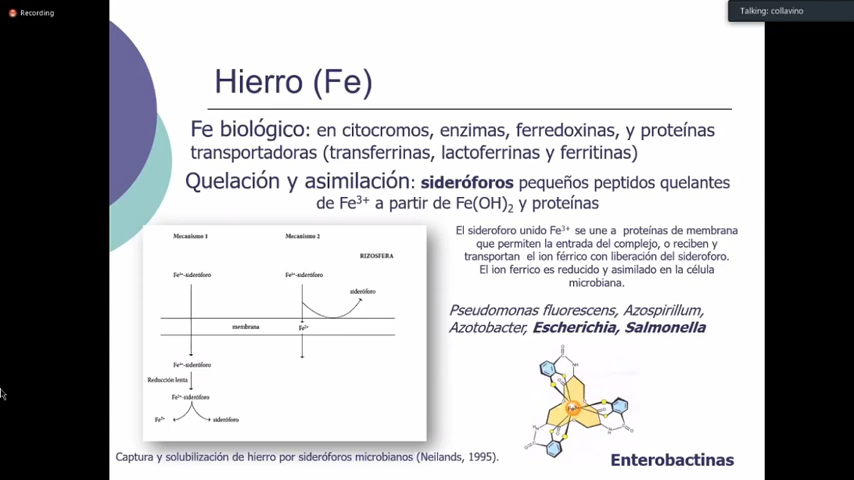 Recording
Talking: collavino
Hierro (Fe)
Fe biológico: en citocromos, enzimas, ferredoxinas, y proteínas
transportadoras (transferrinas, lactoferrinas y ferritinas)
Quelación y asimilación: sideróforos pequeños peptidos quelantes
de Fe³⁺ a partir de Fe(OH)₂ y proteínas
Mecanismo 1
Mecanismo 2
RIZOSFERA
Fe³⁺-sideróforo
Fe³⁺-sideróforo
sideróforo
membrana
Fe³⁺-sideróforo
Reducción lenta
Fe²⁺-sideróforo
sideróforo
El sideroforo unido Fe³⁺ se une a proteínas de membrana
que permiten la entrada del complejo, o reciben y
transportan el ion férrico con liberación del sideroforo.
El ion ferrico es reducido y asimilado en la célula
microbiana.
Pseudomonas fluorescens, Azospirillum,
Azotobacter, Escherichia, Salmonella
Enterobactinas
Captura y solubilización de hierro por sideróforos microbianos (Neilands, 1995).